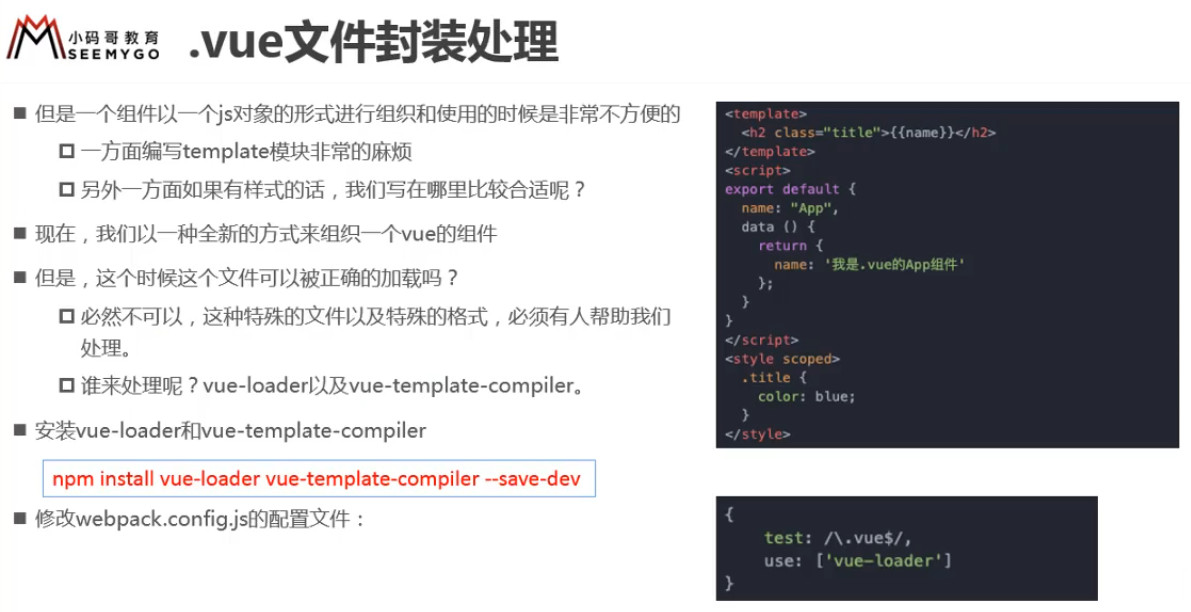 小码哥教育
SEEMYGO
.vue文件封装处理
■ 但是一个组件以一个js对象的形式进行组织和使用的时候是非常不方便的
一方面编写template模块非常的麻烦
另外一方面如果有样式的话，我们写在哪里比较合适呢？
■ 现在，我们以一种全新的方式来组织一个vue的组件
■ 但是，这个时候这个文件可以被正确的加载吗？
必然不可以，这种特殊的文件以及特殊的格式，必须有人帮助我们
处理。
谁来处理呢？vue-loader以及vue-template-compiler。
■ 安装vue-loader和vue-template-compiler
npm install vue-loader vue-template-compiler --save-dev
■ 修改webpack.config.js的配置文件：
<template>
  <h2 class="title">{{name}}</h2>
</template>
<script>
export default {
  name: "App",
  data () {
    return {
      name: '我是.vue的App组件'
    };
  }
}
</script>
<style scoped>
  .title {
    color: blue;
  }
</style>
{
    test: /\.vue$/,
    use: ['vue-loader']
}